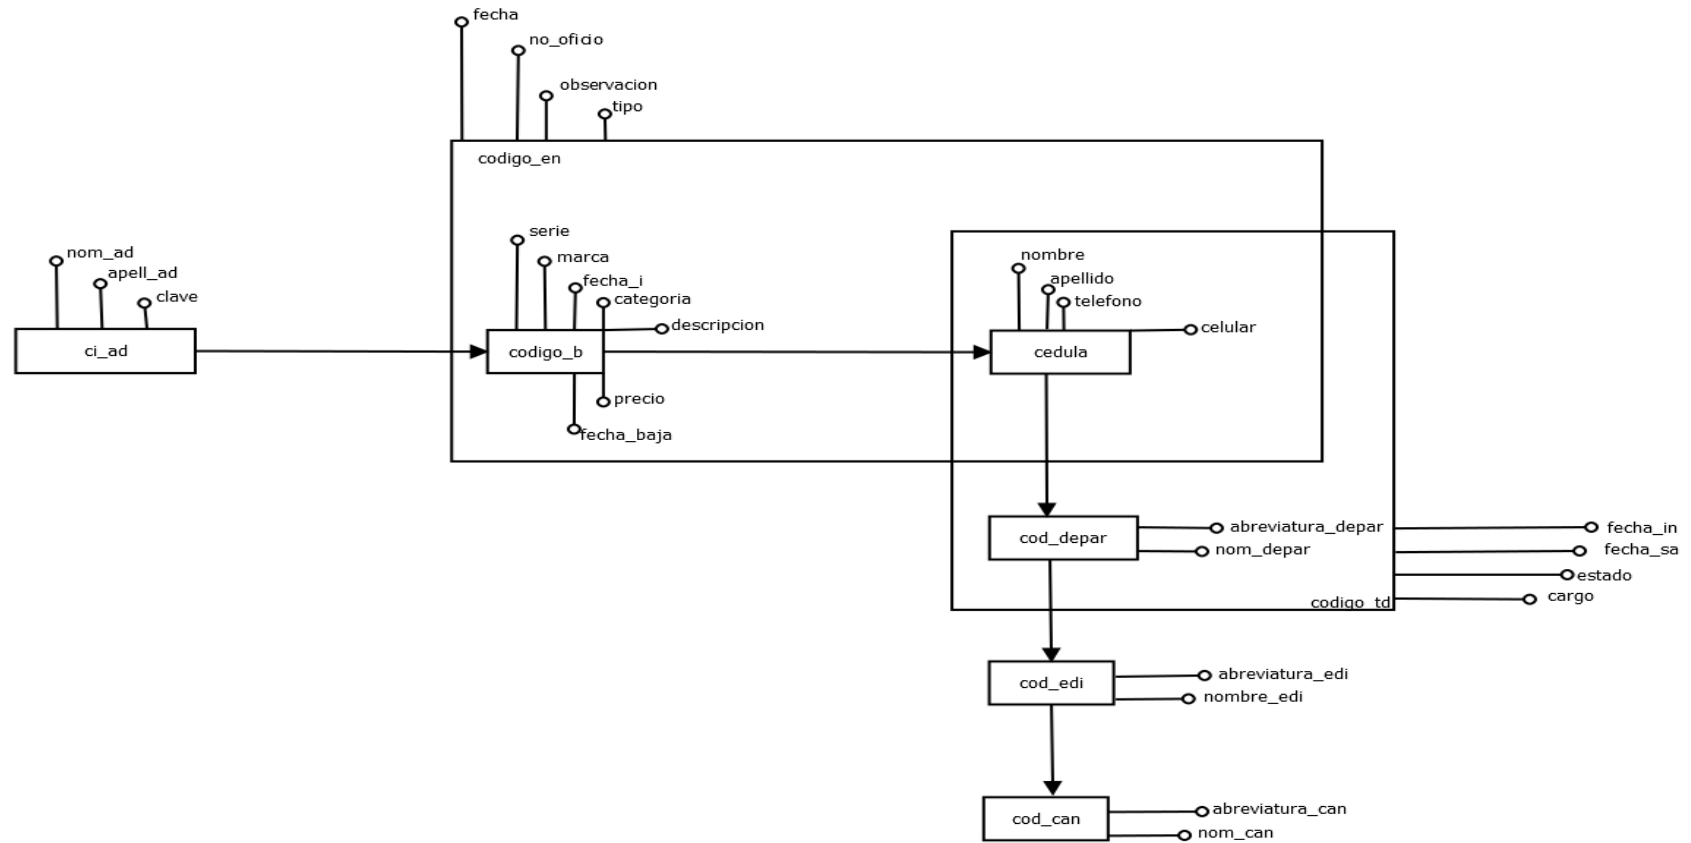 fecha
no_oficio
observacion
tipo
codigo_en
serie
marca
fecha_i
categoria
descripcion
codigo_b
precio
fecha_baja
nom_ad
apell_ad
clave
ci_ad
nombre
apellido
telefono
celular
cedula
cod_depar
abreviatura_depar
nom_depar
fecha_in
fecha_sa
estado
cargo
codigo_td
cod_edi
abreviatura_edi
nombre_edi
cod_can
abreviatura_can
nom_can